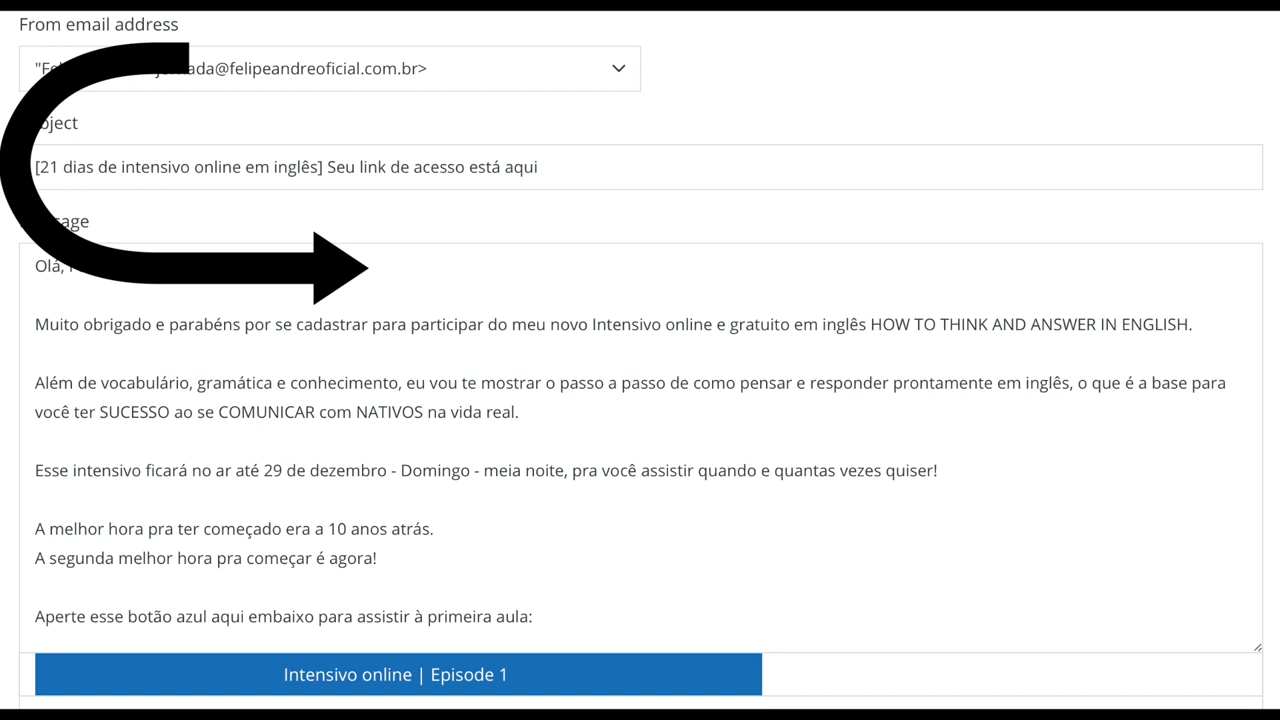 From email address
jornada@felipeandreoficial.com.br>
[21 dias de intensivo online em inglês] Seu link de acesso está aqui
Olá,
Muito obrigado e parabéns por se cadastrar para participar do meu novo Intensivo online e gratuito em inglês HOW TO THINK AND ANSWER IN ENGLISH.
Além de vocabulário, gramática e conhecimento, eu vou te mostrar o passo a passo de como pensar e responder prontamente em inglês, o que é a base para
você ter SUCESSO ao se COMUNICAR com NATIVOS na vida real.
Esse intensivo ficará no ar até 29 de dezembro - Domingo - meia noite, pra você assistir quando e quantas vezes quiser!
A melhor hora pra ter começado era a 10 anos atrás.
A segunda melhor hora pra começar é agora!
Aperte esse botão azul aqui embaixo para assistir à primeira aula:
Intensivo online | Episode 1